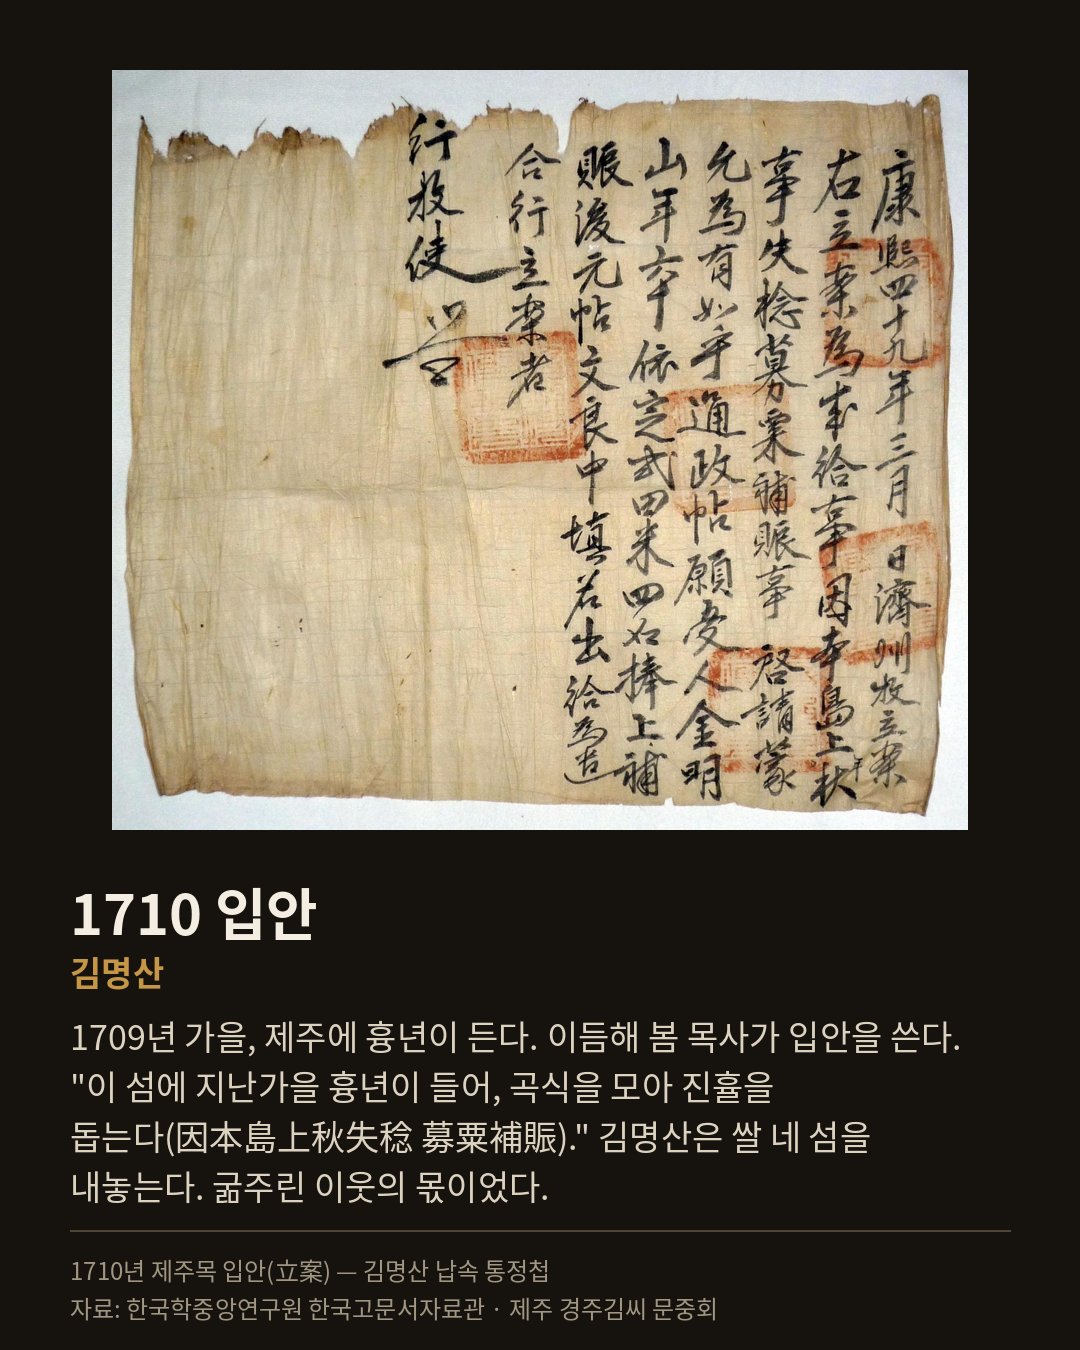 康熙四十九年三月 日濟州牧立案
右立案爲成給事因本島上年秋
事失稔募粟補賑事 啓請蒙
允爲有如乎通政帖願受人金明
山年六十依定式田米四石捧上補
賑後元帖文良中塡名出給爲遣
合行立案者
行牧使
1710 입안
김명산
1709년 가을, 제주에 흉년이 든다. 이듬해 봄 목사가 입안을 쓴다.
"이 섬에 지난가을 흉년이 들어, 곡식을 모아 진휼을
돕는다(因本島上秋失稔 募粟補賑)." 김명산은 쌀 네 섬을
내놓는다. 굶주린 이웃의 몫이었다.
1710년 제주목 입안(立案) — 김명산 납속 통정첩
자료: 한국학중앙연구원 한국고문서자료관 · 제주 경주김씨 문중회